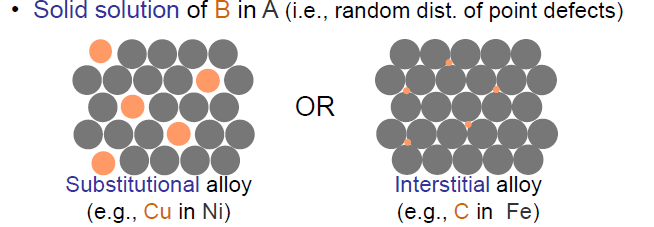 • Solid solution of B in A (i.e., random dist. of point defects)
OR
Substitutional alloy
(e.g., Cu in Ni)
Interstitial alloy
(e.g., C in Fe)